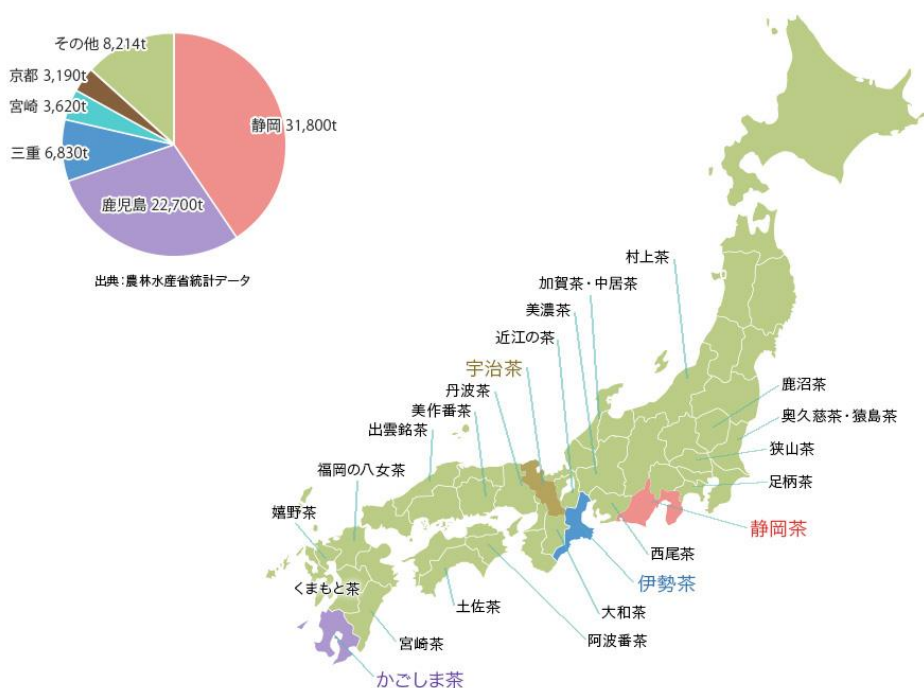 その他 8,214t
京都 3,190t
宮崎 3,620t
三重 6,830t
静岡 31,800t
鹿児島 22,700t
出典：農林水産省統計データ
村上茶
加賀茶・中居茶
美濃茶
近江の茶
宇治茶
丹波茶
美作番茶
出雲銘茶
福岡の八女茶
嬉野茶
くまもと茶
鹿沼茶
奥久慈茶・猿島茶
狭山茶
足柄茶
静岡茶
西尾茶
伊勢茶
大和茶
阿波番茶
土佐茶
宮崎茶
かごしま茶